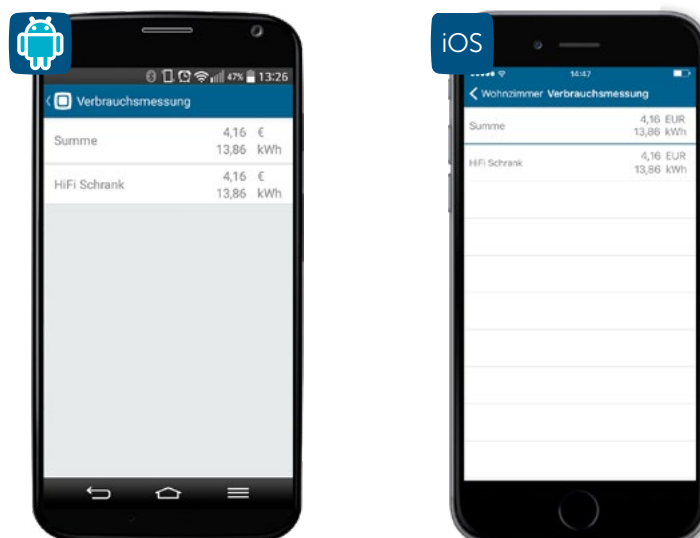 47% 13:26
Verbrauchsmessung
Summe
4,16 €
13,86 kWh
HiFi Schrank
4,16 €
13,86 kWh
iOS
14:47
Wohnzimmer Verbrauchsmessung
Summe
4,16 EUR
13,86 kWh
HiFi Schrank
4,16 EUR
13,86 kWh